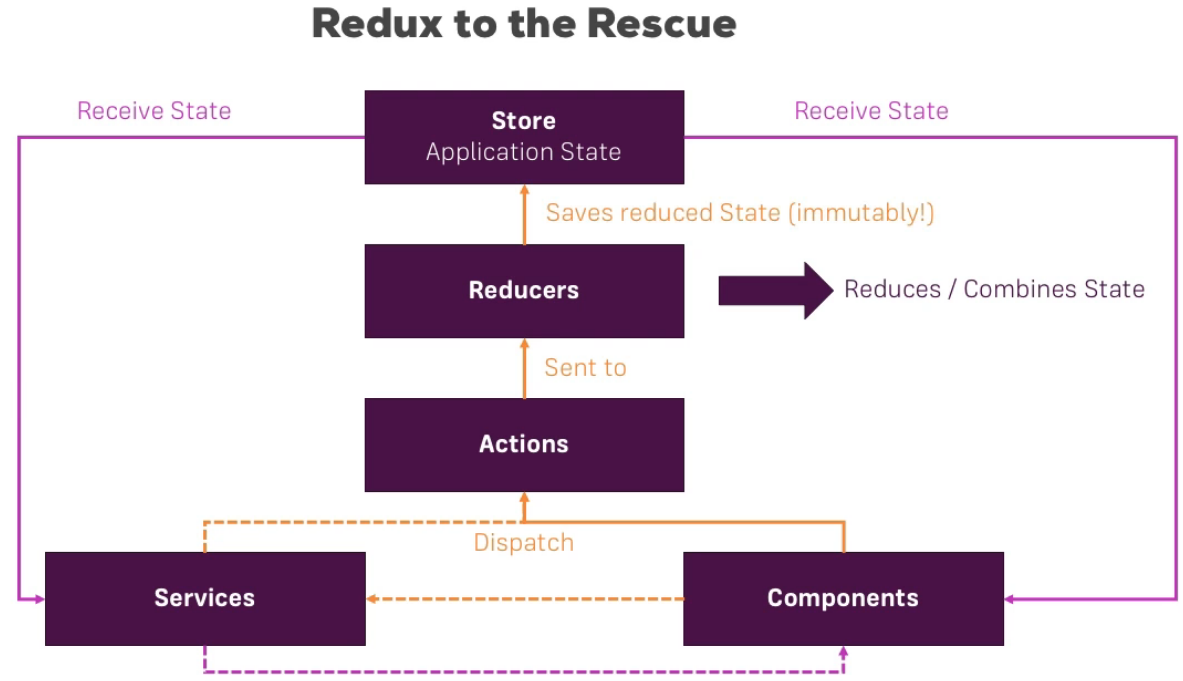 Redux to the Rescue
Receive State
Store
Application State
Receive State
Saves reduced State (immutably!)
Reducers
Reduces / Combines State
Sent to
Actions
Dispatch
Services
Components